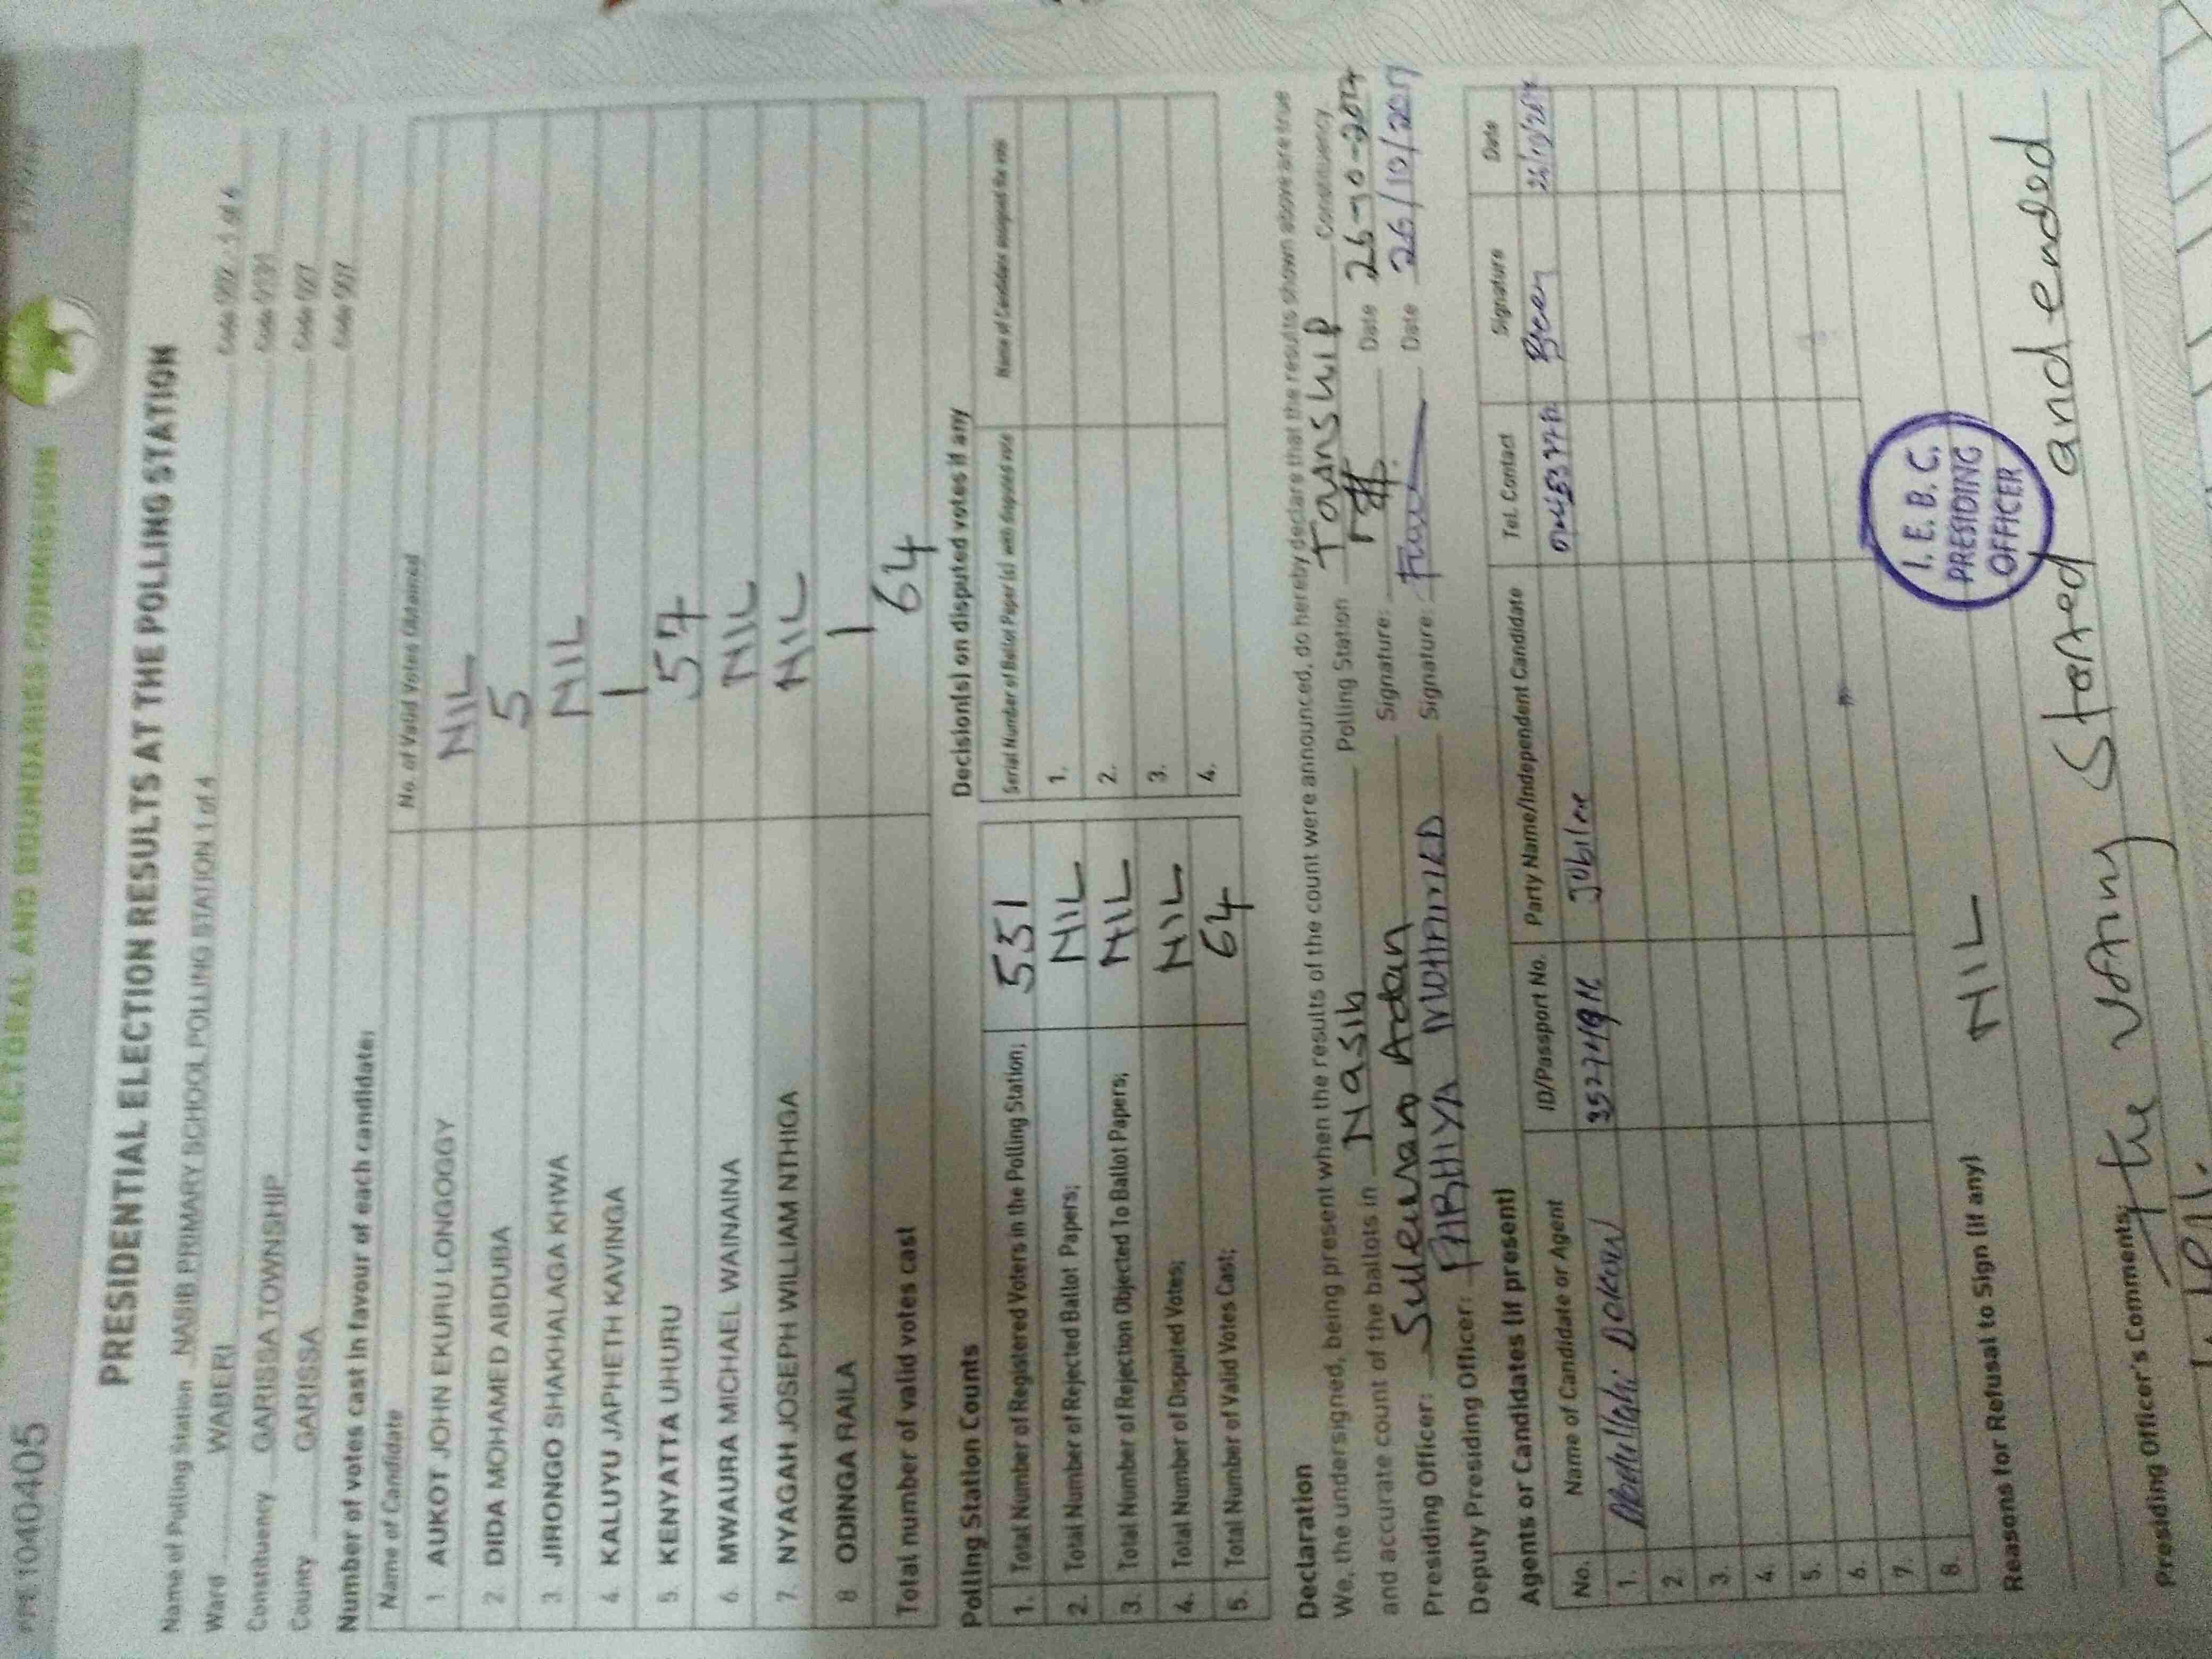 ELECTORAL AND BOUNDARIES COMMISSION
1040405
PRESIDENTIAL ELECTION RESULTS AT THE POLLING STATION
Name of Polling Station NASIB PRIMARY SCHOOL POLLING STATION 1 of 4 Code 1 of 4
Ward WABERI Code
Constituency GARISSA TOWNSHIP Code
County GARISSA Code
Number of votes cast in favour of each candidate:
Name of Candidate No. of Valid Votes Obtained
1 AUKOT JOHN EKURU LONGOGGY NIL
2 DIDA MOHAMED ABDUBA 5
3 JIRONGO SHAKHALAGA KHWA NIL
4 KALUYU JAPHETH KAVINGA 1
5. KENYATTA UHURU 57
6. MWAURA MICHAEL WAINAINA NIL
7. NYAGAH JOSEPH WILLIAM NTHIGA NIL
8 ODINGA RAILA 1
Total number of valid votes cast 64
Polling Station Counts
1. Total Number of Registered Voters in the Polling Station; 551
2. Total Number of Rejected Ballot Papers; NIL
3. Total Number of Rejection Objected To Ballot Papers; NIL
4. Total Number of Disputed Votes; NIL
5. Total Number of Valid Votes Cast; 64
Decision(s) on disputed votes if any
Serial Number of Ballot Paper (s) with disputed vote Name of Candidate assigned the vote
1.
2.
3.
4.
Declaration
We, the undersigned, being present when the results of the count were announced, do hereby declare that the results shown above are true
and accurate count of the ballots in Nasib Polling Station Township Constituency
Presiding Officer: Suleiman Adan Signature: Date 26-10-2017
Deputy Presiding Officer: FARHIYA MOHAMED Signature: Date 26/10/2017
Agents or Candidates (if present)
No. Name of Candidate or Agent ID/Passport No. Party Name/Independent Candidate Tel. Contact Signature Date
1. Abdullahi Jubilee 26/10/2017
2.
3.
4.
5.
6.
7.
8.
Reasons for Refusal to Sign (if any) NIL
I. E. B. C.
PRESIDING
OFFICER
Presiding Officer's Comments; The voting started and ended